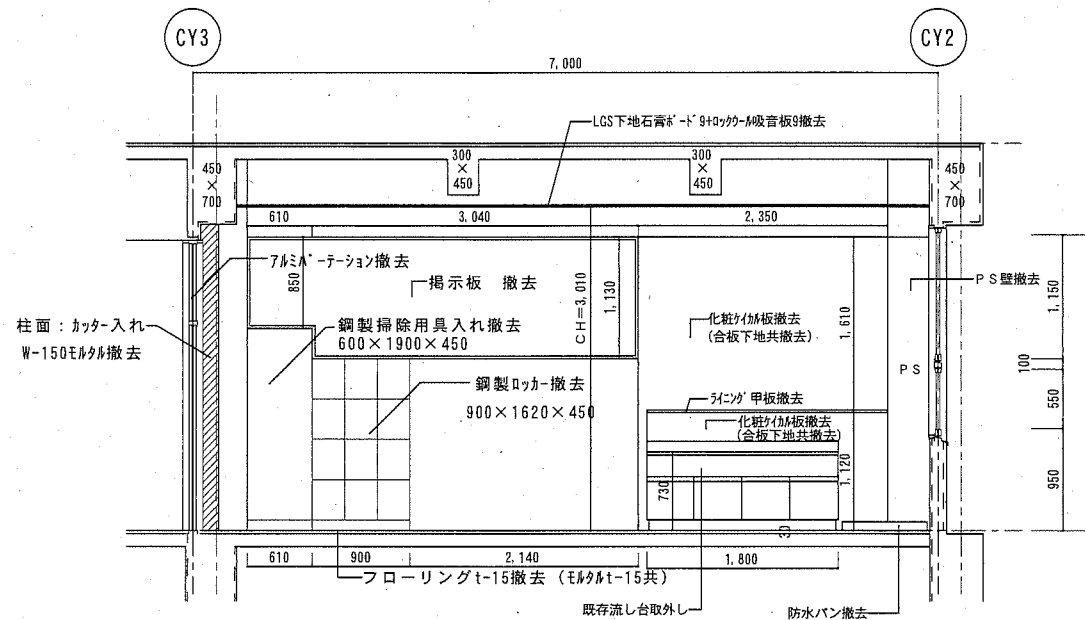 CY3
CY2
7,000
LGS下地石膏ボード9+ロックウール吸音板9撤去
450
×
700
300
×
450
300
×
450
450
×
700
610
3,040
2,350
アルミパーテーション撤去
850
掲示板 撤去
CH=3,010
1,130
PS壁撤去
1,150
柱面:カッター入れ
W-150モルタル撤去
鋼製掃除用具入れ撤去
600×1900×450
化粧ケイカル板撤去
(合板下地共撤去)
1,610
PS
100
鋼製ロッカー撤去
900×1620×450
ライニング甲板撤去
550
化粧ケイカル板撤去
(合板下地共撤去)
730
1,120
950
30
610
900
2,140
1,800
フローリングt-15撤去(モルタルt-15共)
既存流し台取外し
防水パン撤去